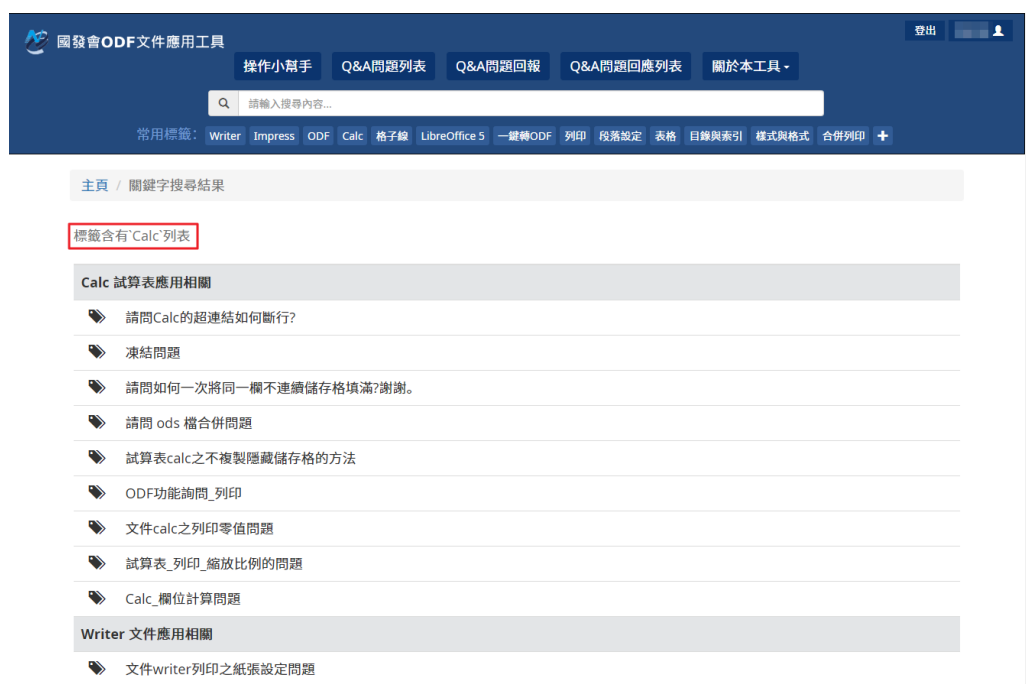 登出
國發會ODF文件應用工具
操作小幫手 Q&A問題列表 Q&A問題回報 Q&A問題回應列表 關於本工具
請輸入搜尋內容...
常用標籤: Writer Impress ODF Calc 格子線 LibreOffice 5 一鍵轉ODF 列印 段落設定 表格 目錄與索引 樣式與格式 合併列印
主頁 / 關鍵字搜尋結果
標籤含有`Calc`列表
Calc 試算表應用相關
請問Calc的超連結如何斷行?
凍結問題
請問如何一次將同一欄不連續儲存格填滿?謝謝。
請問 ods 檔合併問題
試算表calc之不複製隱藏儲存格的方法
ODF功能詢問_列印
文件calc之列印零值問題
試算表_列印_縮放比例的問題
Calc_欄位計算問題
Writer 文件應用相關
文件writer列印之紙張設定問題